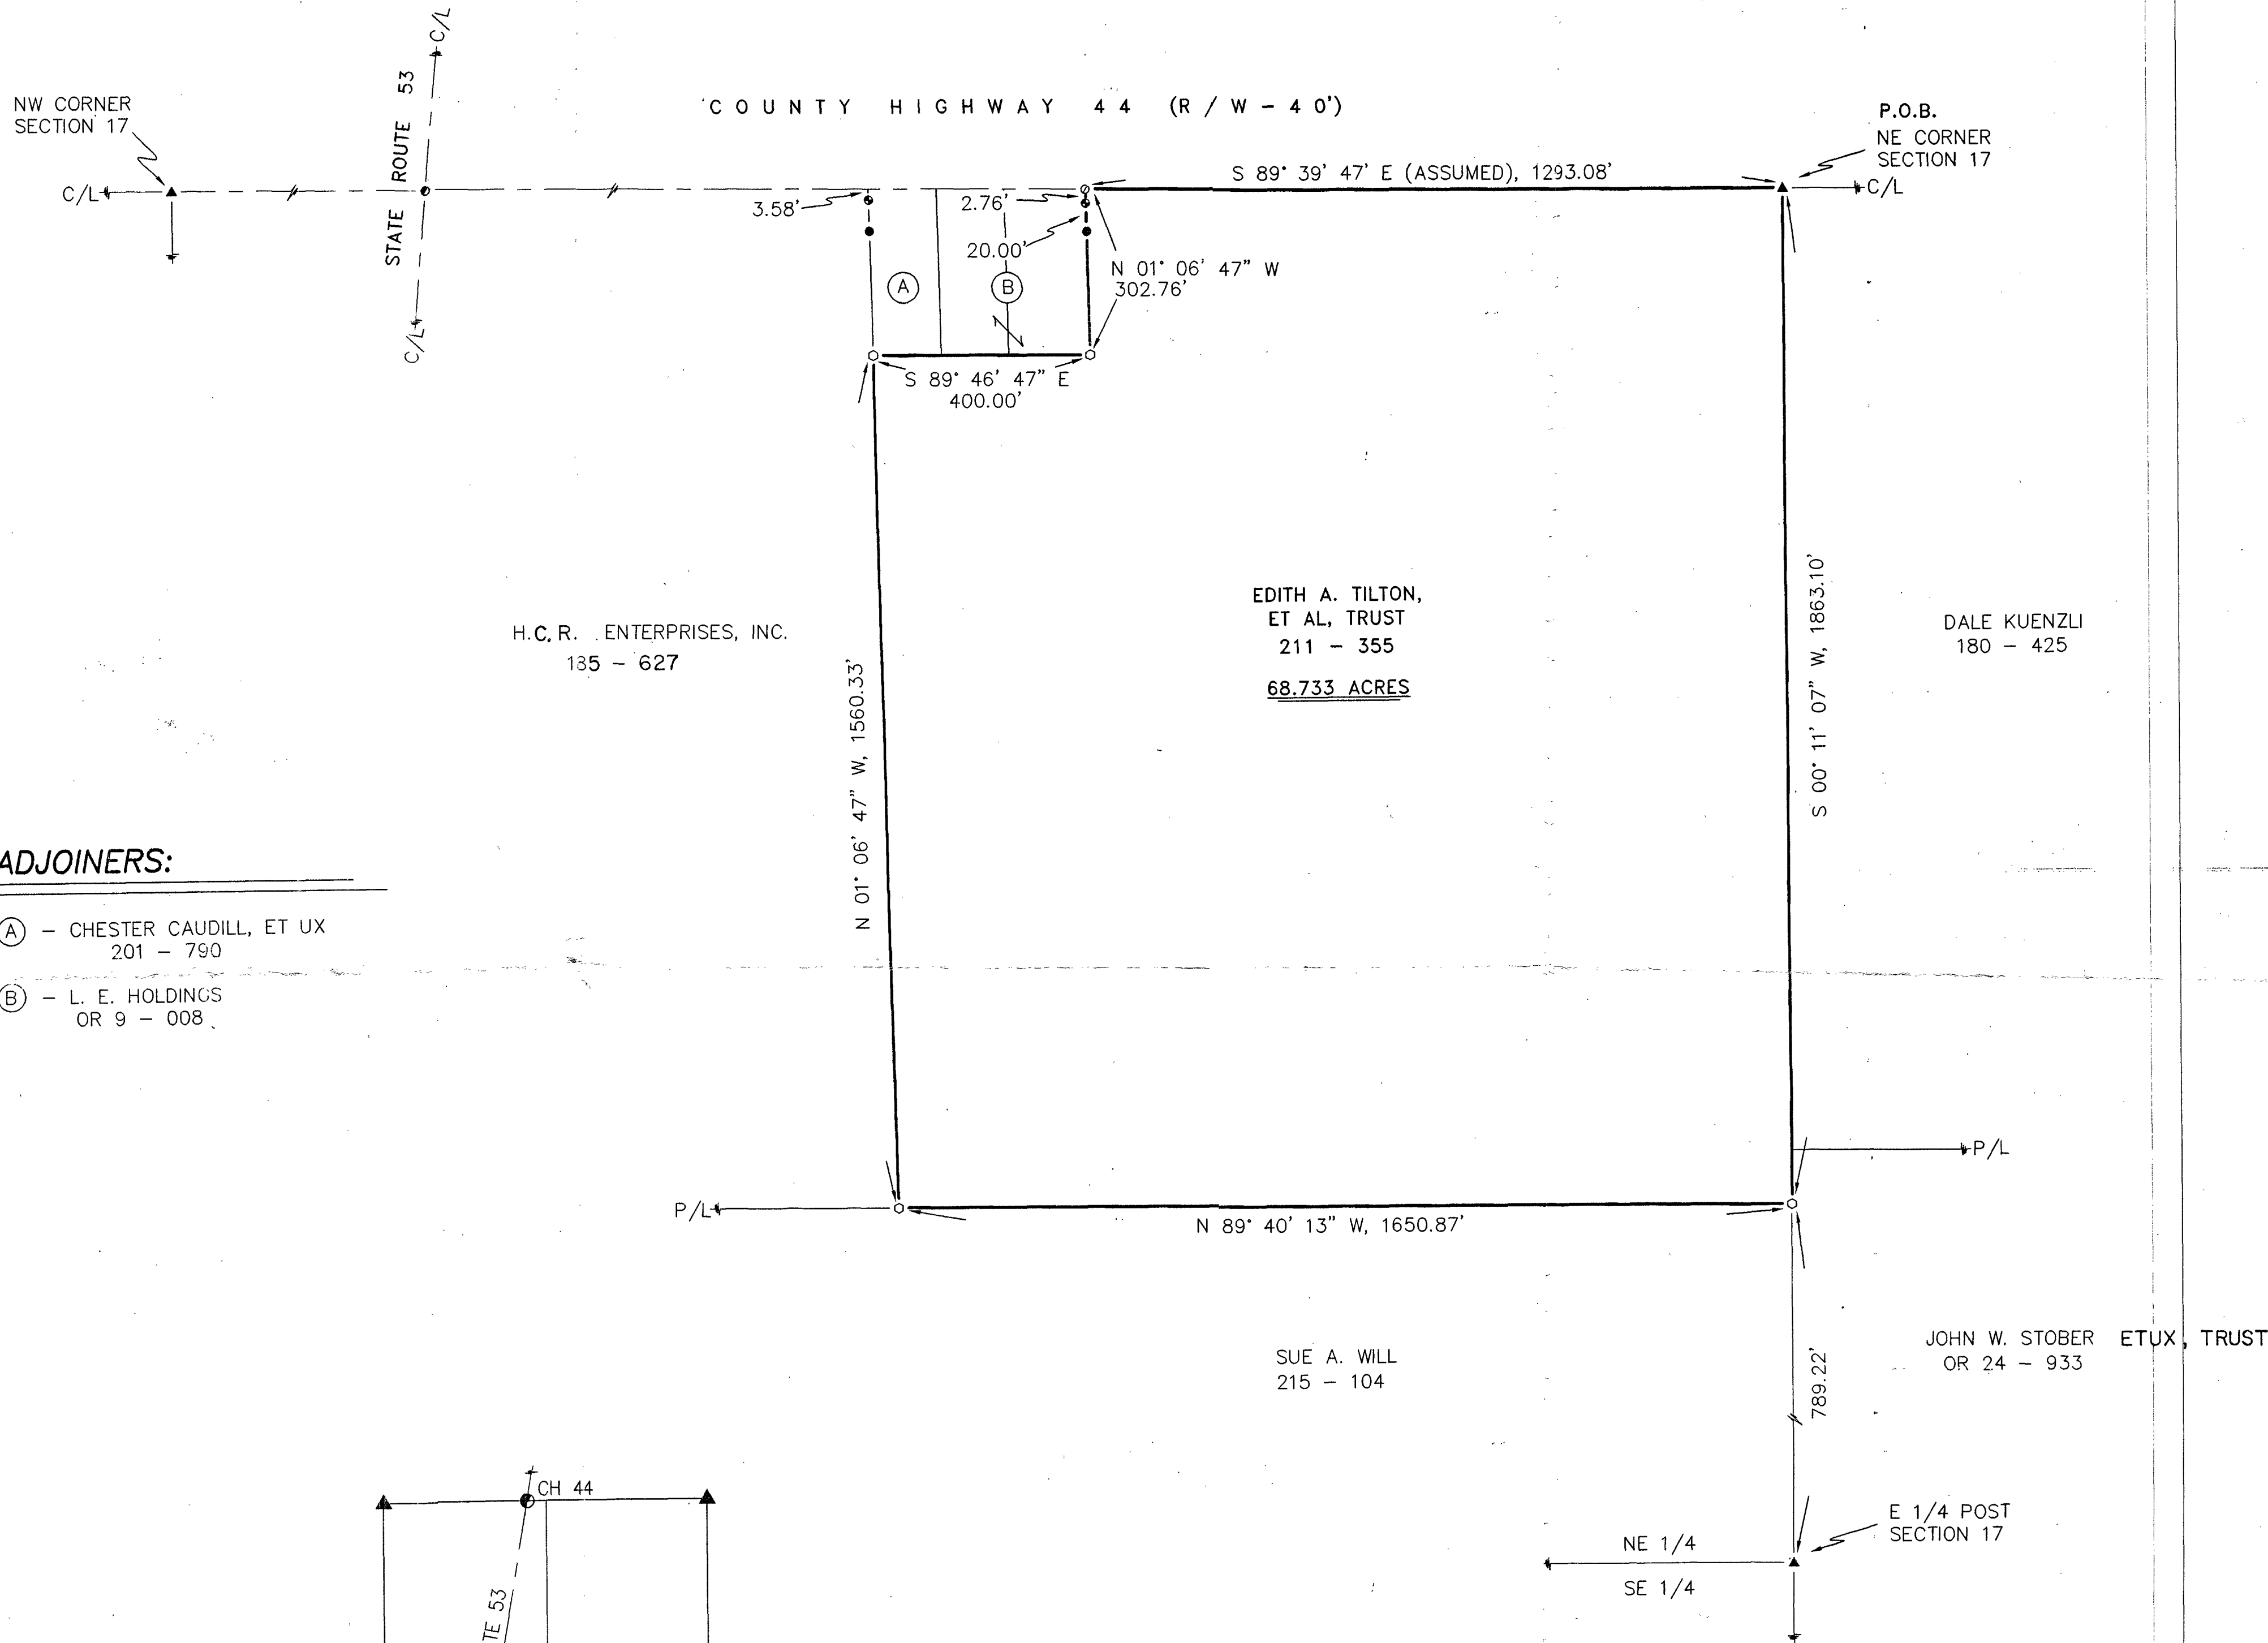 C/L
NW CORNER
SECTION 17
STATE ROUTE 53
COUNTY HIGHWAY 44 (R/W-40')
P.O.B.
NE CORNER
SECTION 17
C/L
S 89° 39' 47' E (ASSUMED), 1293.08'
C/L
3.58'
2.76'
20.00'
N 01° 06' 47" W
302.76'
A
B
C/L
S 89° 46' 47" E
400.00'
EDITH A. TILTON,
ET AL, TRUST
211 - 355
68.733 ACRES
H.C.R. ENTERPRISES, INC.
185 - 627
N 01° 06' 47" W, 1560.33'
S 00° 11' 07" W, 1863.10'
DALE KUENZLI
180 - 425
ADJOINERS:
A - CHESTER CAUDILL, ET UX
201 - 790
B - L. E. HOLDINGS
OR 9 - 008
P/L
P/L
N 89° 40' 13" W, 1650.87'
SUE A. WILL
215 - 104
789.22'
JOHN W. STOBER ETUX, TRUST
OR 24 - 933
CH 44
TE 53
E 1/4 POST
SECTION 17
NE 1/4
SE 1/4